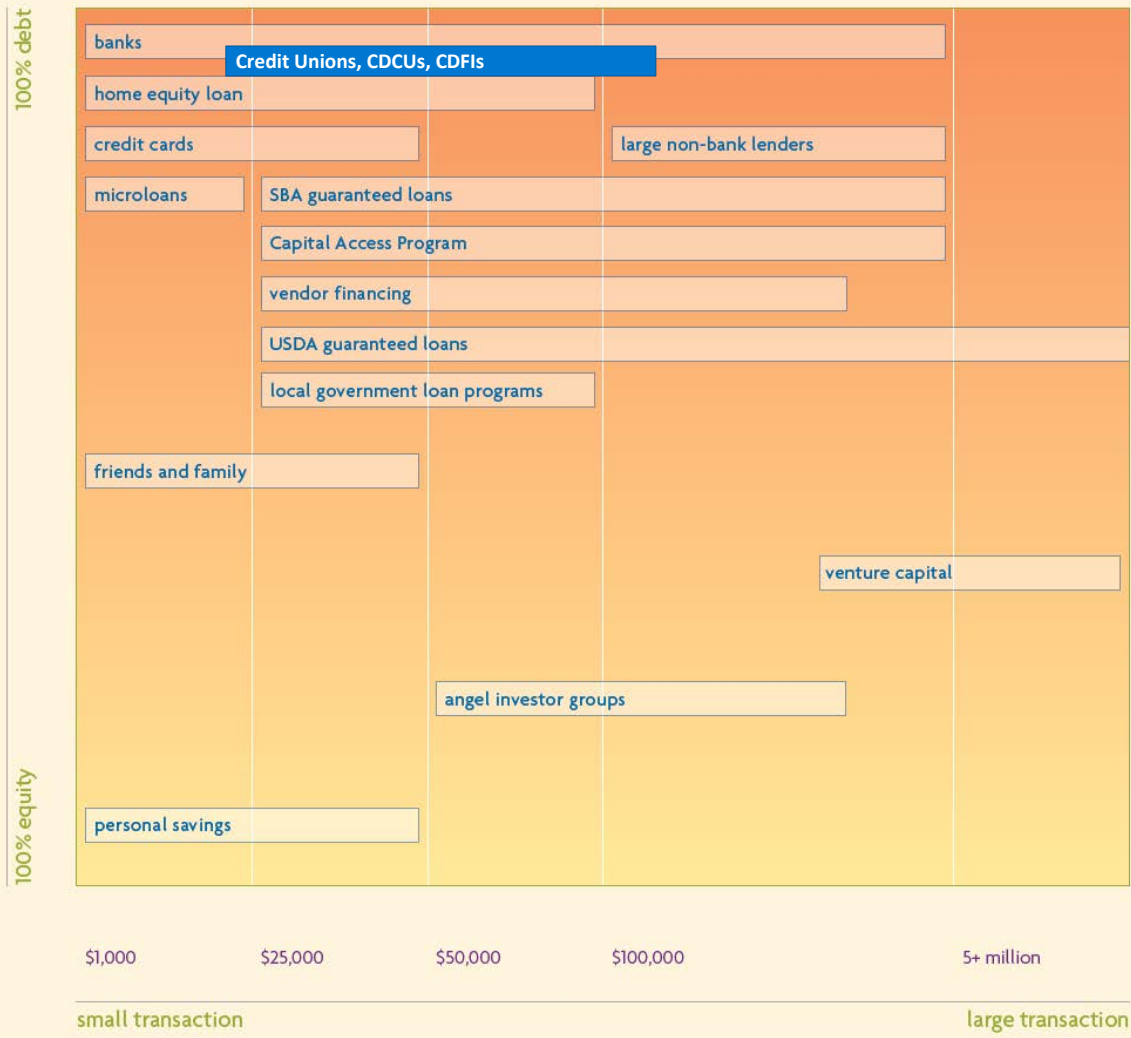 100% debt
banks
Credit Unions, CDCUs, CDFIs
home equity loan
credit cards
large non-bank lenders
microloans
SBA guaranteed loans
Capital Access Program
vendor financing
USDA guaranteed loans
local government loan programs
friends and family
venture capital
angel investor groups
100% equity
personal savings
$1,000
$25,000
$50,000
$100,000
5+ million
small transaction
large transaction